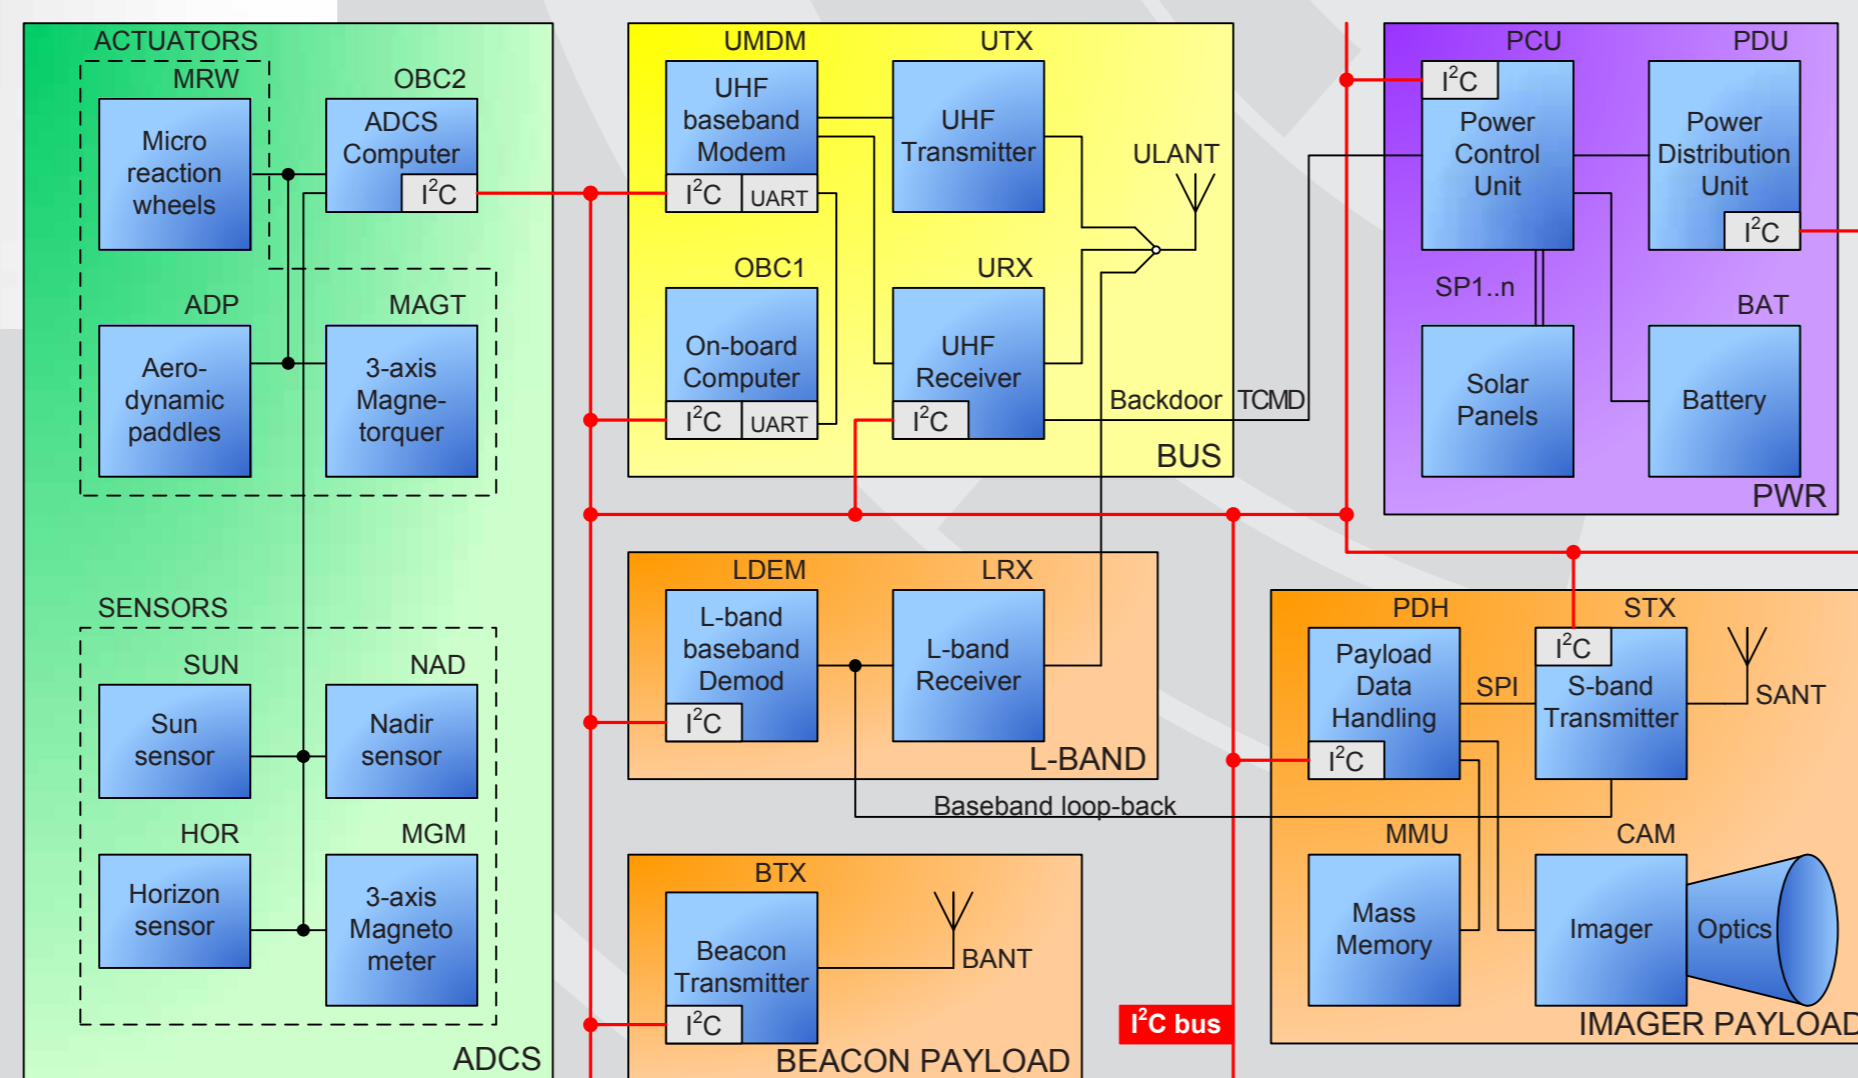 ACTUATORS
MRW
Micro
reaction
wheels
OBC2
ADCS
Computer
I²C
ADP
Aero-
dynamic
paddles
MAGT
3-axis
Magne-
torquer
SENSORS
SUN
Sun
sensor
NAD
Nadir
sensor
HOR
Horizon
sensor
MGM
3-axis
Magneto
meter
ADCS
UMDM
UHF
baseband
Modem
I²C
UART
UTX
UHF
Transmitter
ULANT
OBC1
On-board
Computer
I²C
UART
URX
UHF
Receiver
I²C
Backdoor
TCMD
BUS
LDEM
L-band
baseband
Demod
I²C
LRX
L-band
Receiver
L-BAND
Baseband loop-back
BTX
Beacon
Transmitter
I²C
BANT
BEACON PAYLOAD
I²C bus
PCU
I²C
Power
Control
Unit
PDU
Power
Distribution
Unit
I²C
SP1..n
Solar
Panels
BAT
Battery
PWR
PDH
Payload
Data
Handling
I²C
SPI
STX
I²C
S-band
Transmitter
SANT
MMU
Mass
Memory
CAM
Imager
Optics
IMAGER PAYLOAD